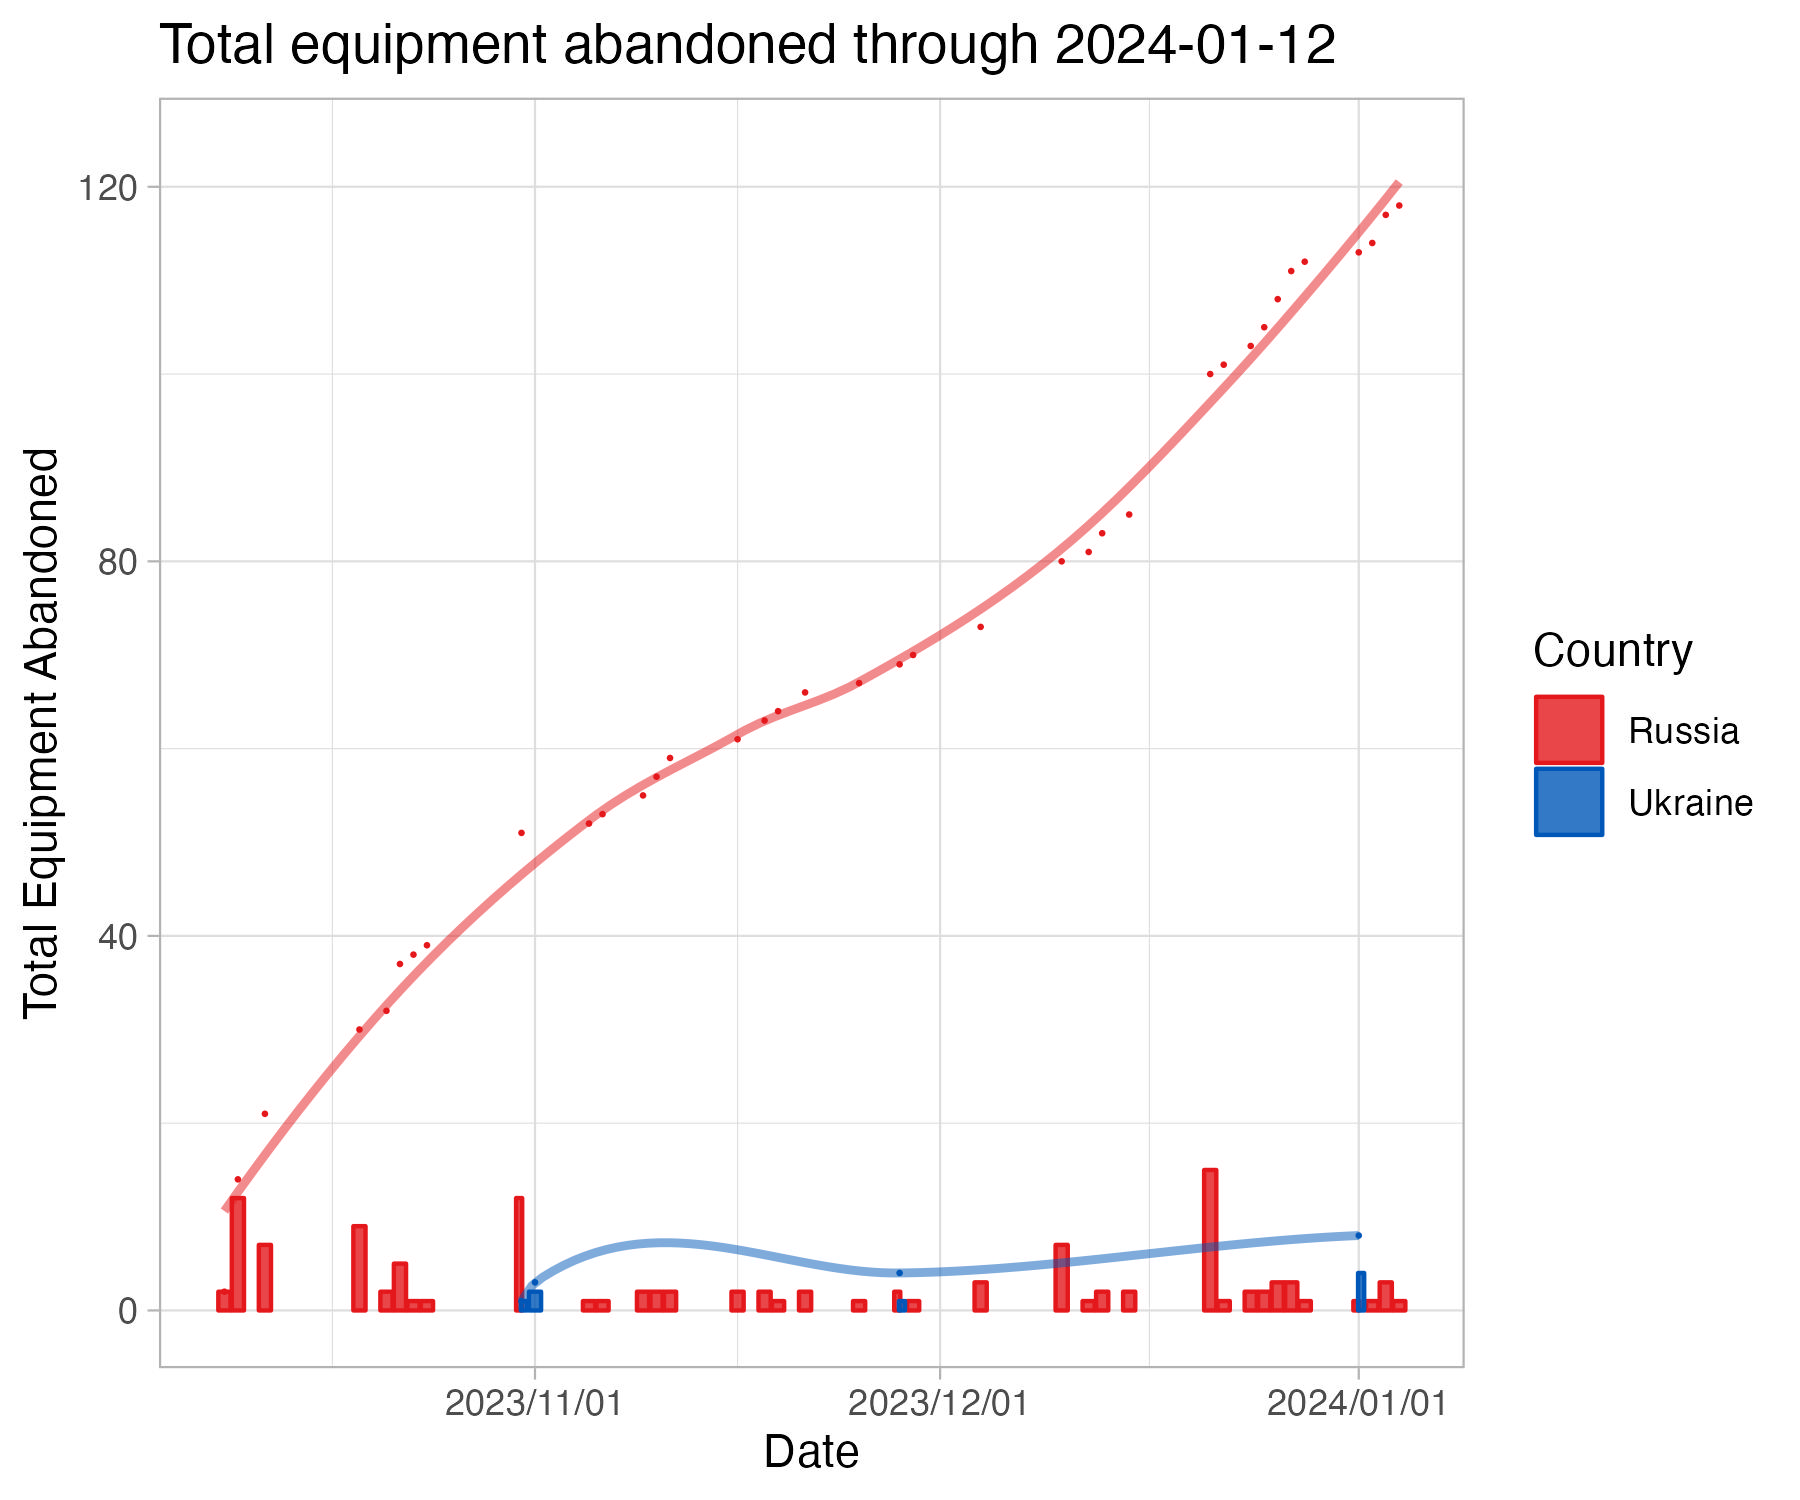 Total equipment abandoned through 2024-01-12
Total Equipment Abandoned
120
80
40
0
2023/11/01
2023/12/01
2024/01/01
Date
Country
Russia
Ukraine